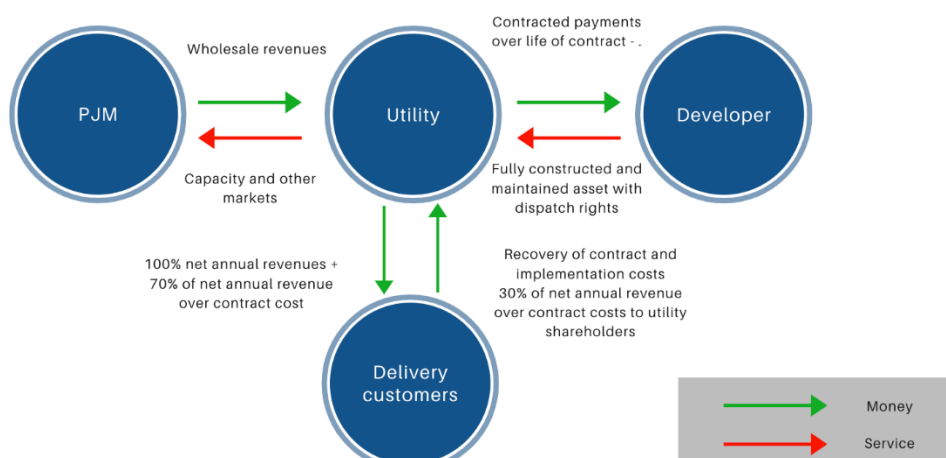 Wholesale revenues
Contracted payments
over life of contract - .
PJM
Utility
Developer
Capacity and other
markets
Fully constructed and
maintained asset with
dispatch rights
100% net annual revenues +
70% of net annual revenue
over contract cost
Recovery of contract and
implementation costs
30% of net annual revenue
over contract costs to utility
shareholders
Delivery
customers
Money
Service